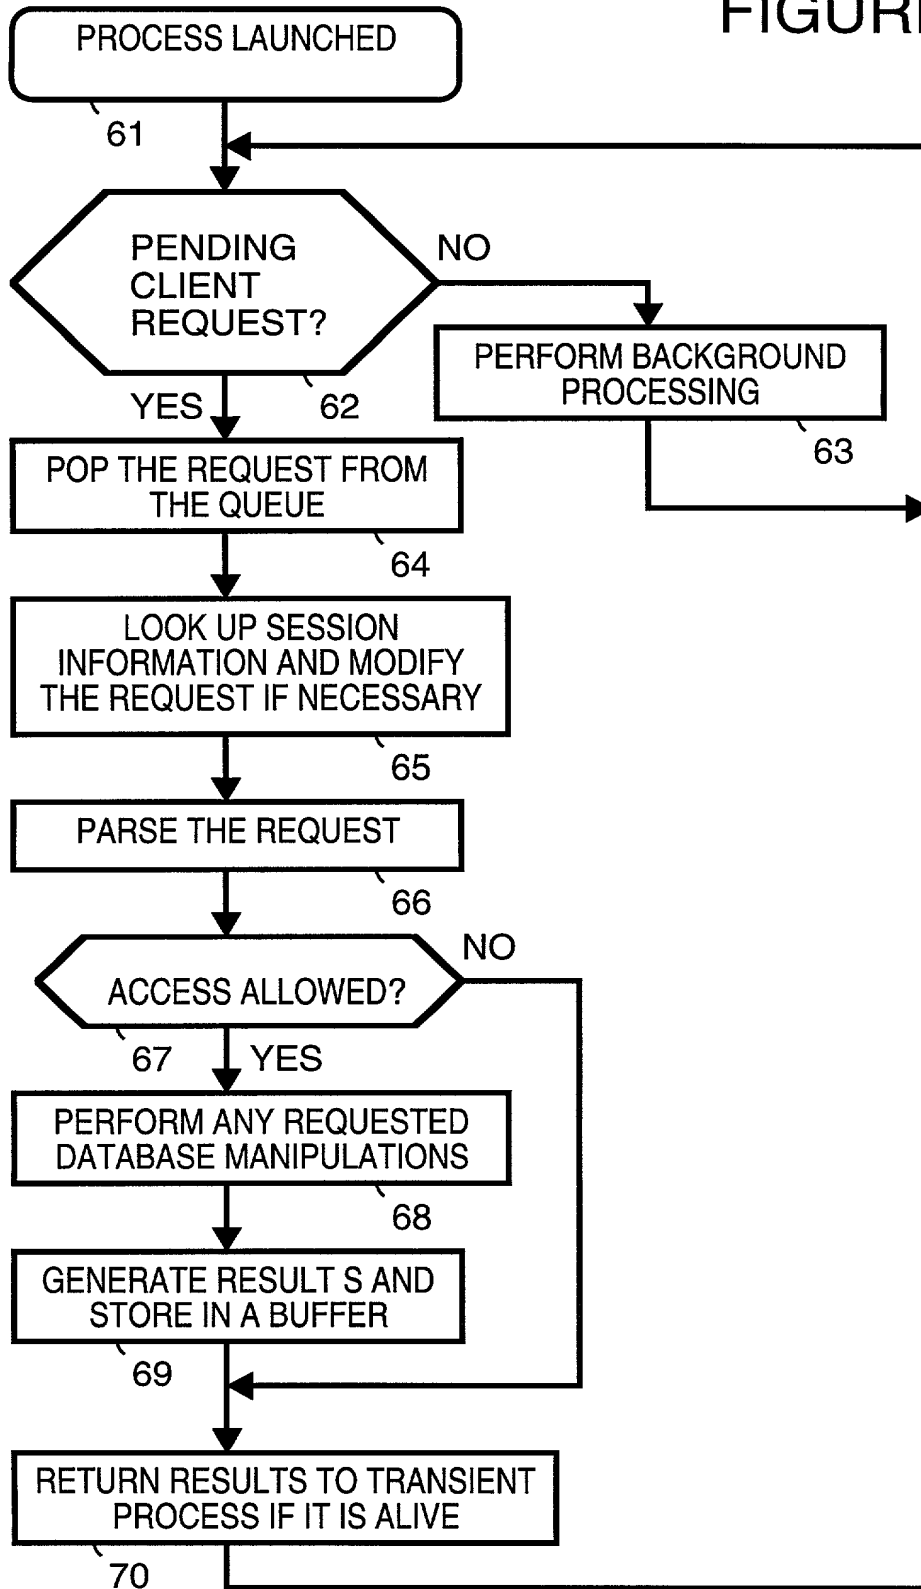 FIGURE
PROCESS LAUNCHED
61
PENDING
CLIENT
REQUEST?
NO
YES
62
PERFORM BACKGROUND
PROCESSING
63
POP THE REQUEST FROM
THE QUEUE
64
LOOK UP SESSION
INFORMATION AND MODIFY
THE REQUEST IF NECESSARY
65
PARSE THE REQUEST
66
ACCESS ALLOWED?
NO
67
YES
PERFORM ANY REQUESTED
DATABASE MANIPULATIONS
68
GENERATE RESULT S AND
STORE IN A BUFFER
69
RETURN RESULTS TO TRANSIENT
PROCESS IF IT IS ALIVE
70